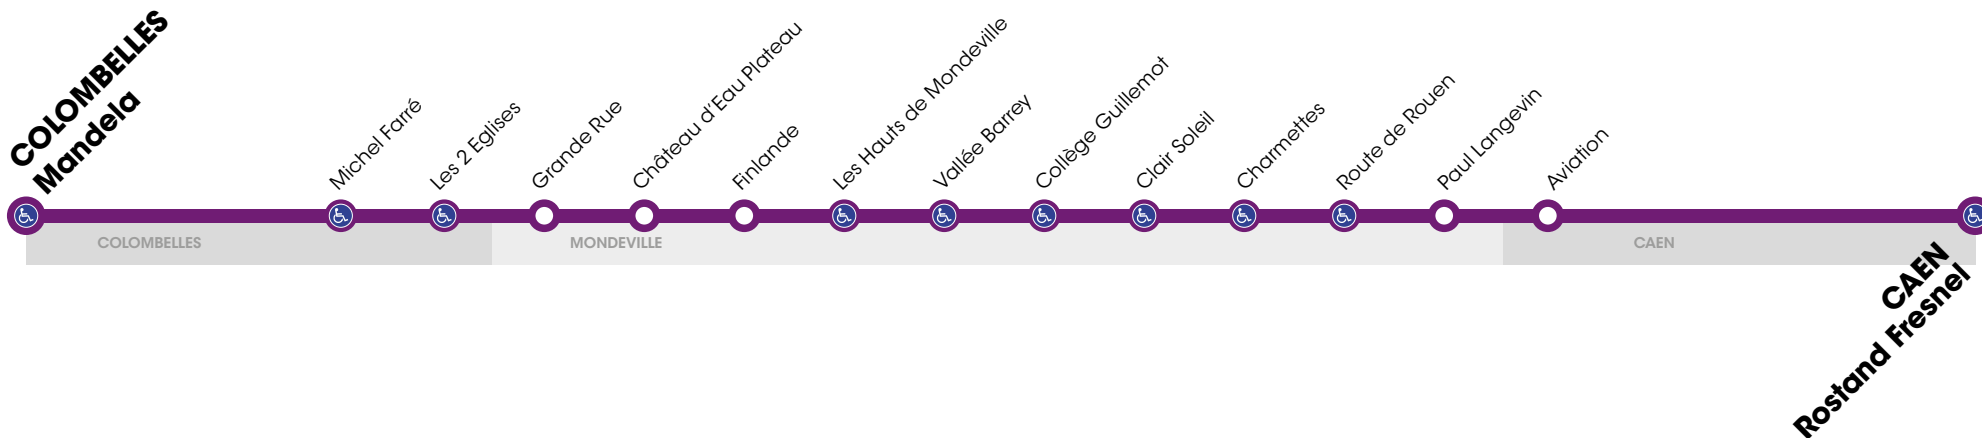 COLOMBELLES
Mandela
Michel Farré
Les 2 Eglises
Grande Rue
Château d'Eau Plateau
Finlande
Les Hauts de Mondeville
Vallée Barrey
Collège Guillemot
Clair Soleil
Charmettes
Route de Rouen
Paul Langevin
Aviation
CAEN
Rostand Fresnel
COLOMBELLES
MONDEVILLE
CAEN